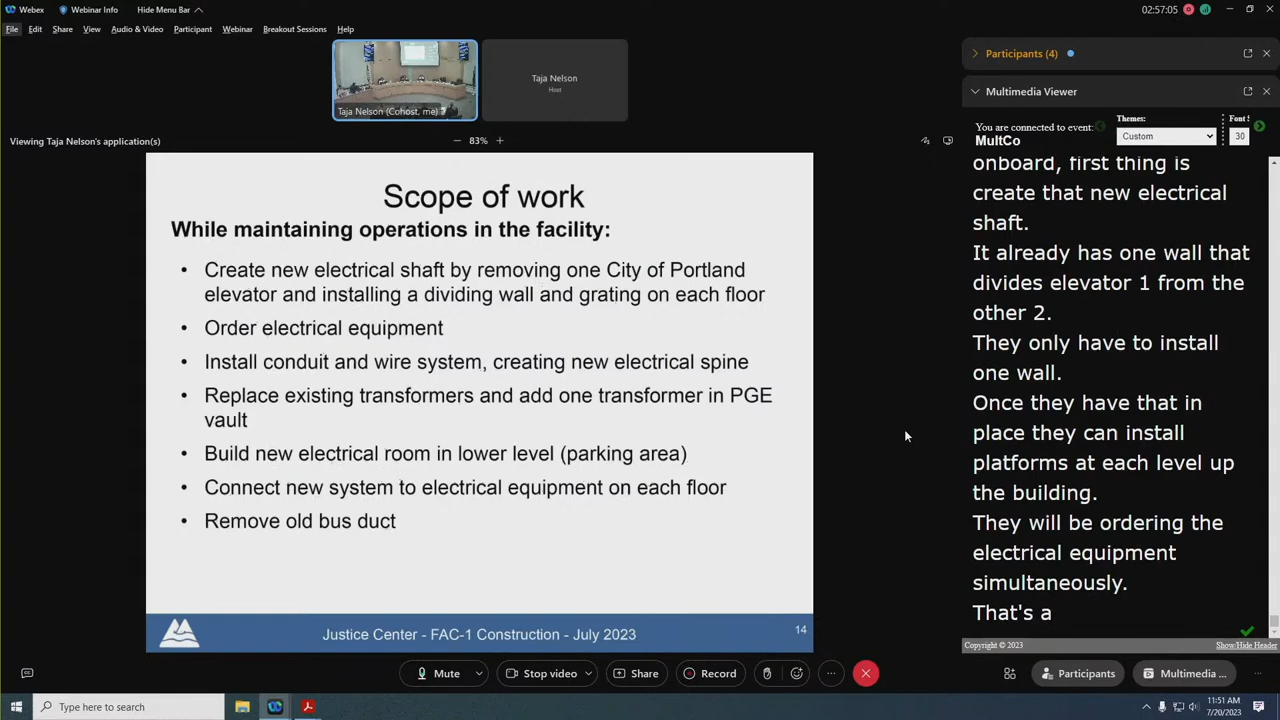 Webex
Webinar Info
Hide Menu Bar
02:57:05
File
Edit
Share
View
Audio & Video
Participant
Webinar
Breakout Sessions
Help
Taja Nelson (Cohost, me)
Taja Nelson
Host
Viewing Taja Nelson's application(s)
83%
Participants (4)
Multimedia Viewer
You are connected to event:
MultCo
Themes:
Custom
Font S
30
Scope of work
While maintaining operations in the facility:
• Create new electrical shaft by removing one City of Portland
elevator and installing a dividing wall and grating on each floor
• Order electrical equipment
• Install conduit and wire system, creating new electrical spine
• Replace existing transformers and add one transformer in PGE
vault
• Build new electrical room in lower level (parking area)
• Connect new system to electrical equipment on each floor
• Remove old bus duct
Justice Center - FAC-1 Construction - July 2023
14
onboard, first thing is
create that new electrical
shaft.
It already has one wall that
divides elevator 1 from the
other 2.
They only have to install
one wall.
Once they have that in
place they can install
platforms at each level up
the building.
They will be ordering the
electrical equipment
simultaneously.
That's a
Copyright © 2023
Show/Hide Header
Mute
Stop video
Share
Record
Participants
Multimedia ...
Type here to search
11:51 AM
7/20/2023